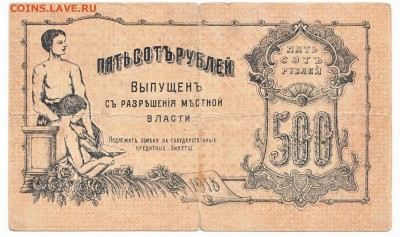 COINS.LAVE.RU
ПЯТЬСОТЪ РУБЛЕЙ
ВЫПУЩЕНЪ
СЪ РАЗРѢШЕНІЯ МѢСТНОЙ
ВЛАСТИ.
ПОДЛЕЖИТЪ ОБМѢНУ НА ГОСУДАРСТВЕННЫЕ
КРЕДИТНЫЕ БИЛЕТЫ.
ПЯТЬ
СОТЪ
РУБЛЕЙ
500
1918